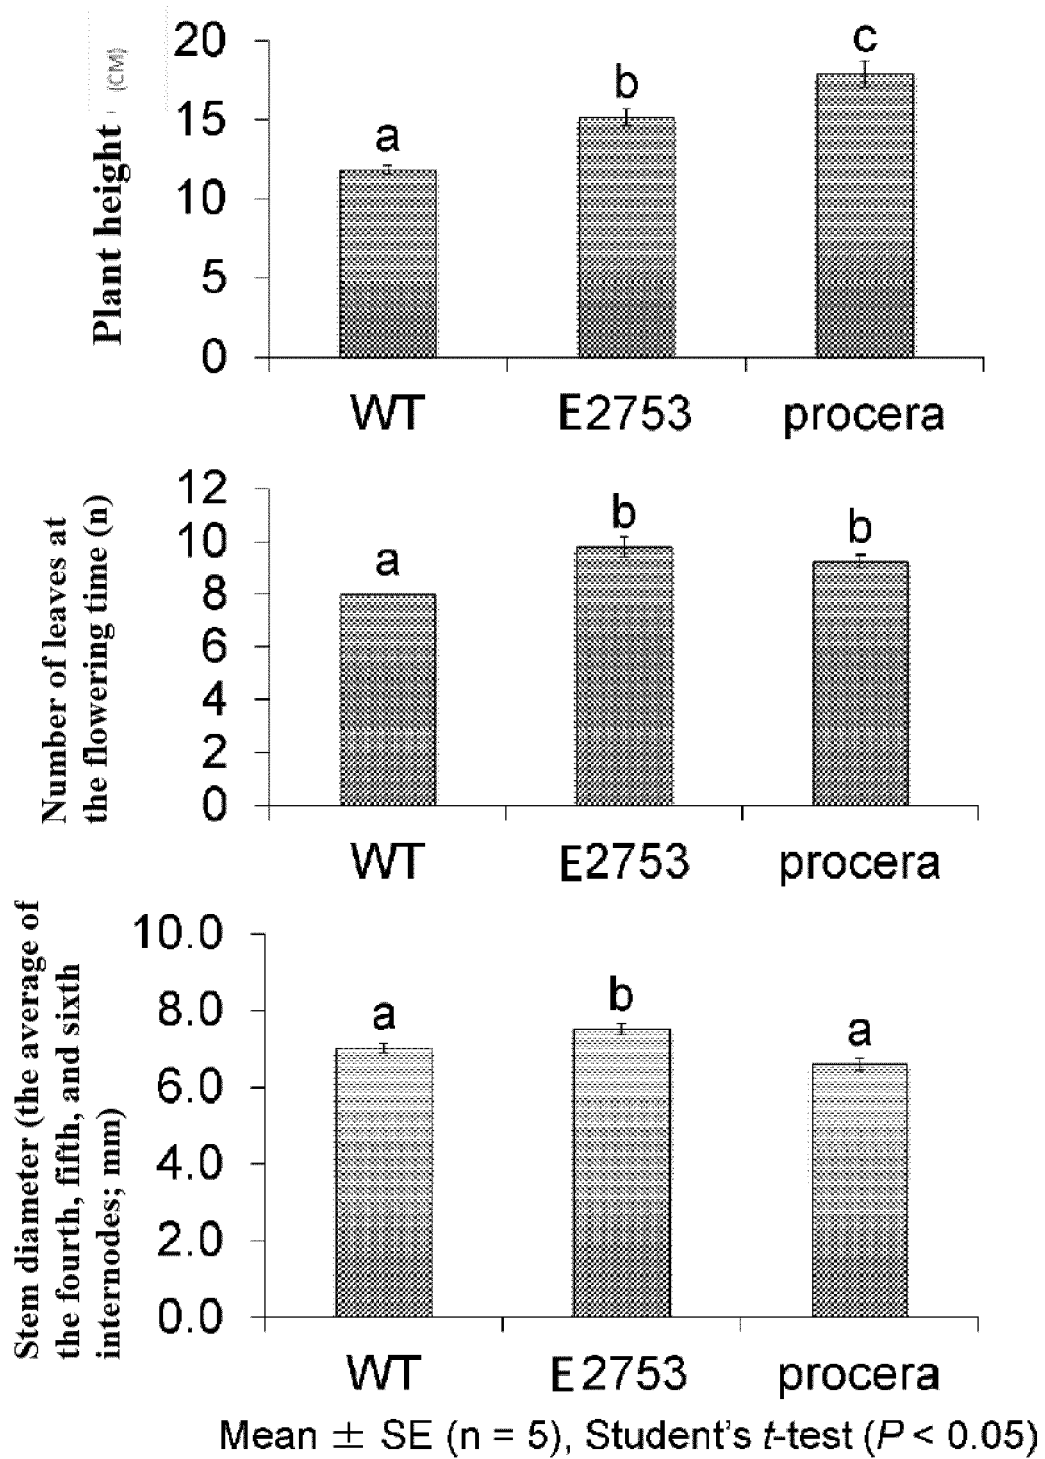 Plant height (CM)
20
15
10
5
0
a
b
c
WT
E2753
procera
Number of leaves at
the flowering time (n)
12
10
8
6
4
2
0
a
b
b
WT
E2753
procera
Stem diameter (the average of
the fourth, fifth, and sixth
internodes; mm)
10.0
8.0
6.0
4.0
2.0
0.0
a
b
a
WT
E2753
procera
Mean ± SE (n = 5), Student's t-test (P < 0.05)